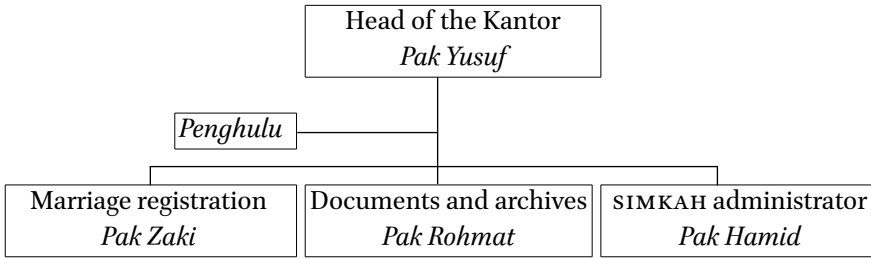 Head of the Kantor
Pak Yusuf
Penghulu
Marriage registration
Pak Zaki
Documents and archives
Pak Rohmat
SIMKAH administrator
Pak Hamid